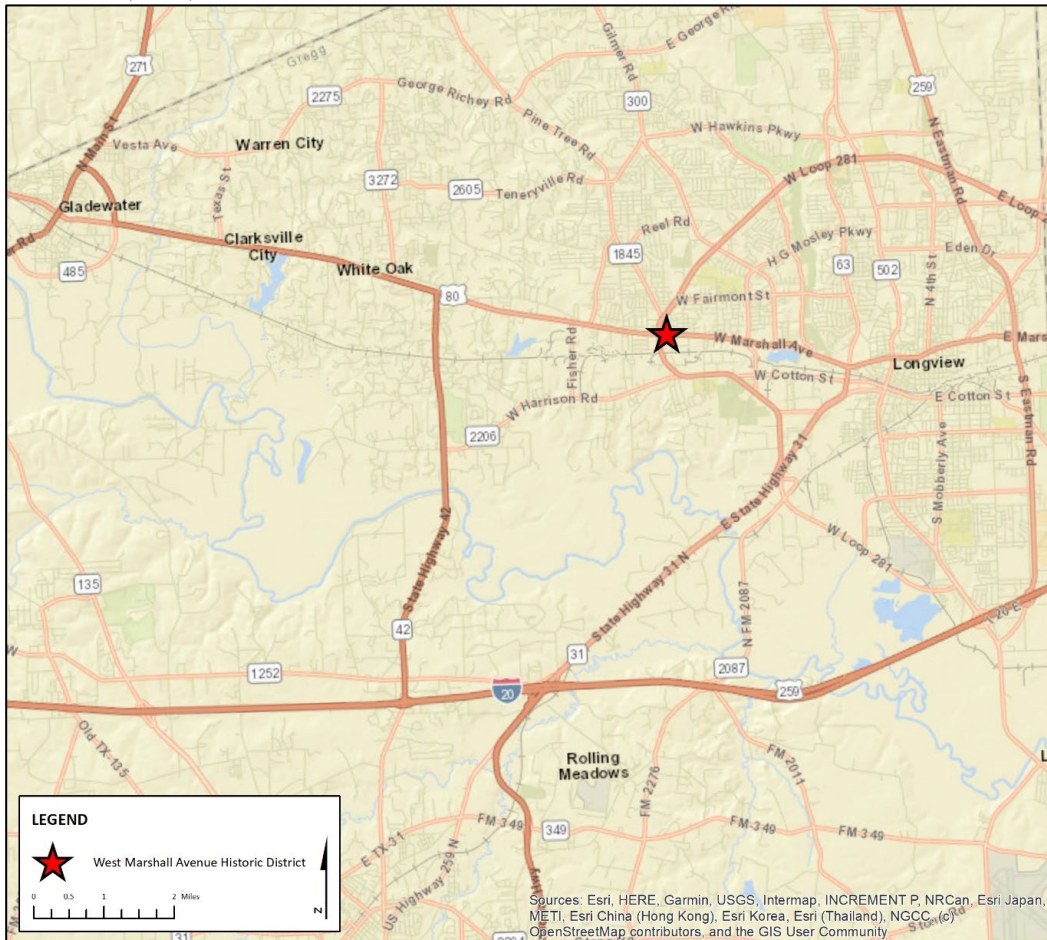 Gilmer Rd
E George Ri
271
Gregg
300
259
2275
George Richey Rd
Pine Tree Rd
W Hawkins Pkwy
N Eastman Rd
N Main St
Vesta Ave
Warren City
3272
2605
Teneryville Rd
W Loop 281
E Loop 2
Texas St
Gladewater
Reel Rd
H G Mosley Pkwy
Clarksville
City
1845
63
502
Eden Dr
N 4th St
er Rd
485
White Oak
80
W Fairmont St
Fisher Rd
W Marshall Ave
E Mars
Longview
W Cotton St
E Cotton St
W Harrison Rd
2206
S Eastman Rd
S Mobberly Ave
E State Highway 31
State Highway 42
W Loop 281
135
State Highway 31 N
N FM 2087
I 20 E
42
31
W
1252
2087
20
259
Old TX-135
Rolling
Meadows
FM 2276
FM 2011
L
FM 349
349
FM 349
FM 349
E TX-31
US Highway 259 N
Hwy
31
LEGEND
West Marshall Avenue Historic District
0 0.5 1 2 Miles
N
Sources: Esri, HERE, Garmin, USGS, Intermap, INCREMENT P, NRCan, Esri Japan,
METI, Esri China (Hong Kong), Esri Korea, Esri (Thailand), NGCC, (c)
OpenStreetMap contributors, and the GIS User Community